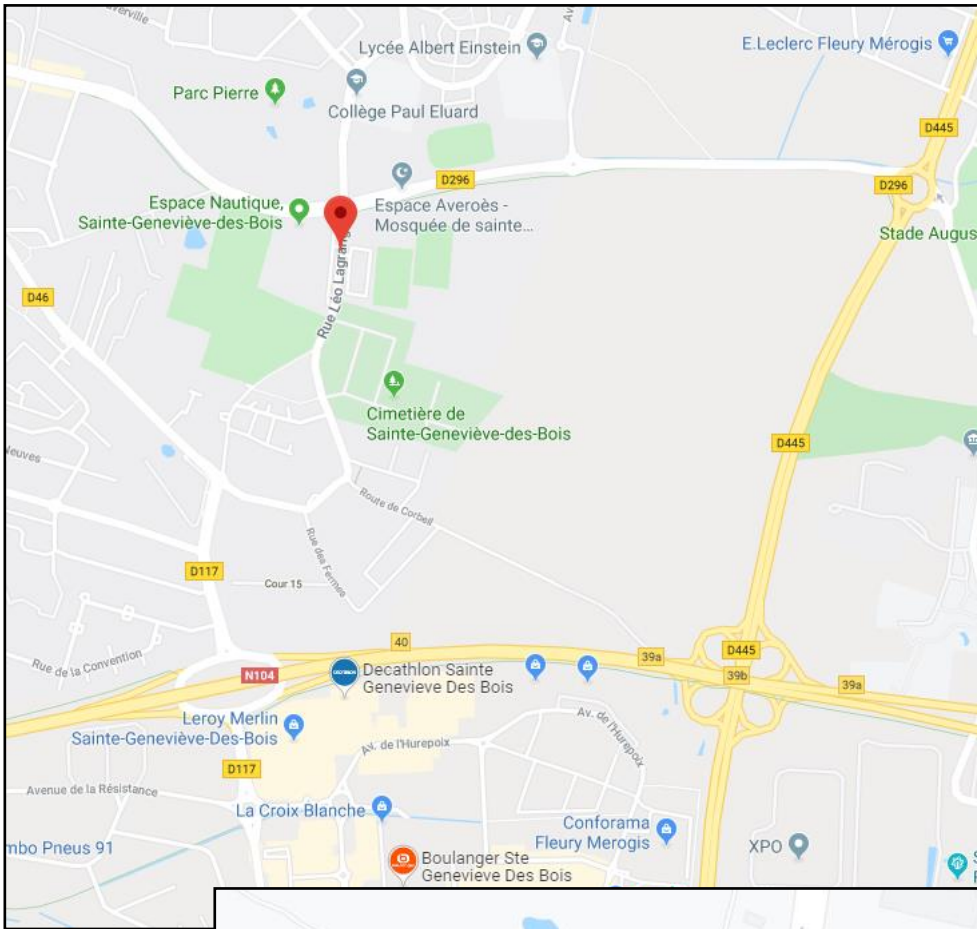 Lycée Albert Einstein
E.Leclerc Fleury Mérogis
Parc Pierre
Collège Paul Eluard
D445
D296
D296
Espace Nautique,
Sainte-Geneviève-des-Bois
Espace Averoès -
Mosquée de sainte...
Stade Augus
D46
Rue Léo Lagrang
Cimetière de
Sainte-Geneviève-des-Bois
D445
Neuves
Route de Corbeil
Rue des Fermes
D117
Cour 15
Rue de la Convention
40
39a
D445
39b
39a
N104
Decathlon Sainte
Genevieve Des Bois
Leroy Merlin
Sainte-Geneviève-Des-Bois
Av. de l'Hurepoix
Av. de l'Hurepoix
D117
Avenue de la Résistance
La Croix Blanche
Conforama
Fleury Merogis
mbo Pneus 91
XPO
Boulanger Ste
Genevieve Des Bois